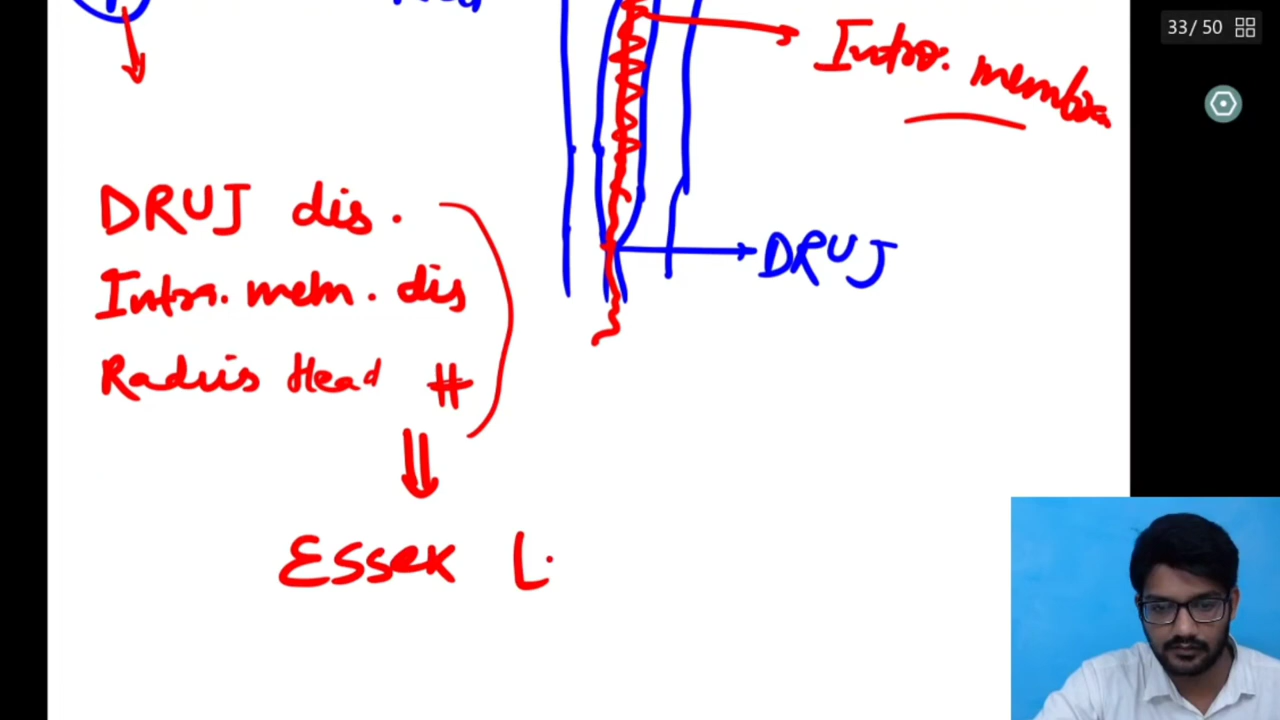 33/ 50
Intra. membra.
DRUJ dis.
DRUJ
Intra. mem. dis
Radius Head #
Essex L.